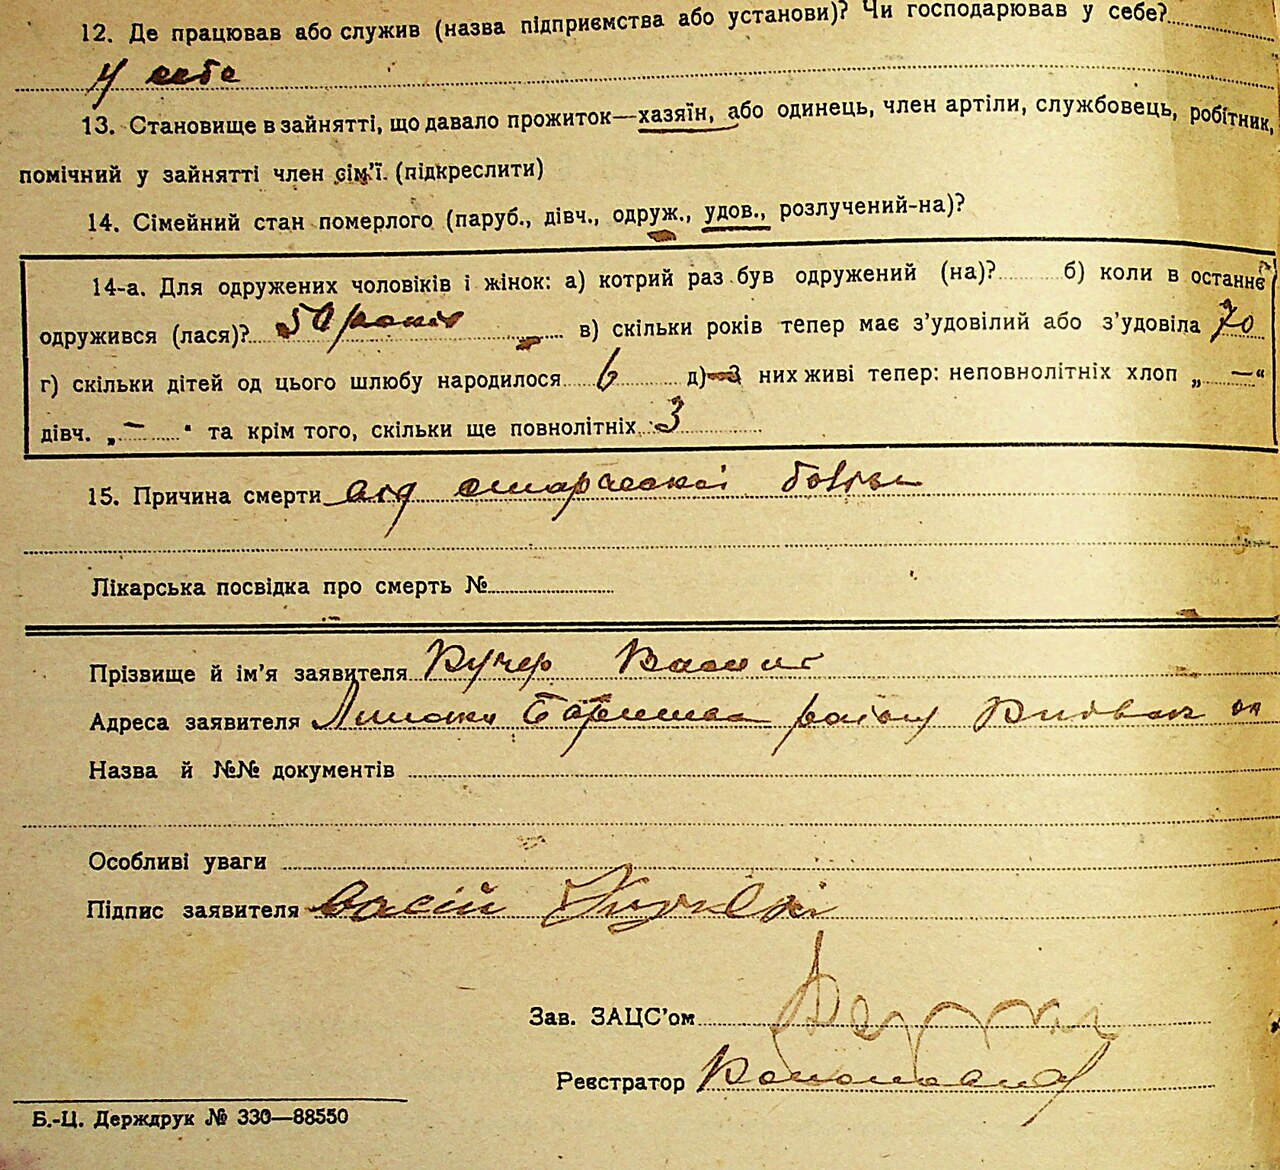 12. Де працював або служив (назва підприємства або установи)? Чи господарював у себе?
У себе
13. Становище в зайнятті, що давало прожиток—хазяїн, або одинець, член артіли, службовець, робітник,
помічний у зайнятті член сім'ї. (підкреслити)
14. Сімейний стан померлого (паруб., дівч., одруж., удов., розлучений-на)?
14-а. Для одружених чоловіків і жінок: а) котрий раз був одружений (на)? б) коли в останнє
одружився (лася)? 50 років в) скільки років тепер має з'удовілий або з'удовіла 70
г) скільки дітей од цього шлюбу народилося 6 д) з них живі тепер: неповнолітніх хлоп „—“
дівч. „—“ та крім того, скільки ще повнолітніх 3
15. Причина смерти від старческої
Лікарська посвідка про смерть №
Прізвище й ім'я заявителя Кучер Василь
Адреса заявителя району
Назва й №№ документів
Особливі уваги
Підпис заявителя Васій
Зав. ЗАЦС'ом
Реєстратор
Б.-Ц. Держдрук № 330—88550